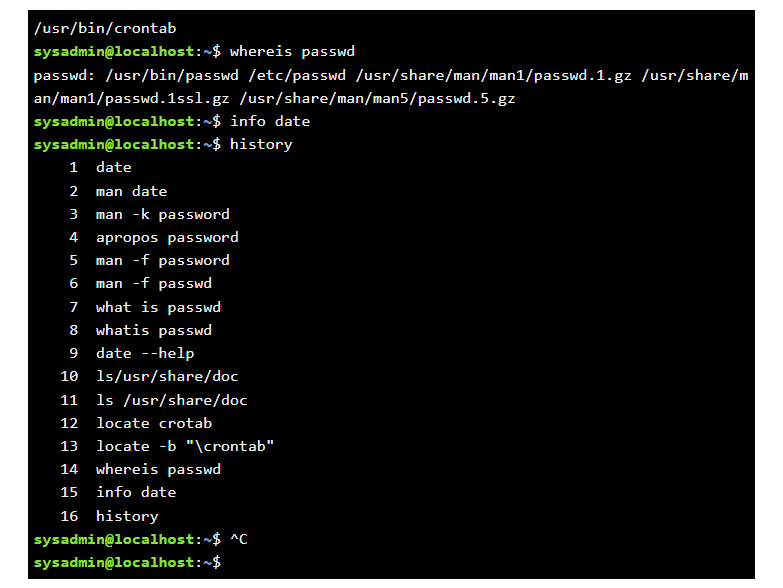 /usr/bin/crontab
sysadmin@localhost:~$ whereis passwd
passwd: /usr/bin/passwd /etc/passwd /usr/share/man/man1/passwd.1.gz /usr/share/m
an/man1/passwd.1ssl.gz /usr/share/man/man5/passwd.5.gz
sysadmin@localhost:~$ info date
sysadmin@localhost:~$ history
    1  date
    2  man date
    3  man -k password
    4  apropos password
    5  man -f password
    6  man -f passwd
    7  what is passwd
    8  whatis passwd
    9  date --help
   10  ls/usr/share/doc
   11  ls /usr/share/doc
   12  locate crotab
   13  locate -b "\crontab"
   14  whereis passwd
   15  info date
   16  history
sysadmin@localhost:~$ ^C
sysadmin@localhost:~$